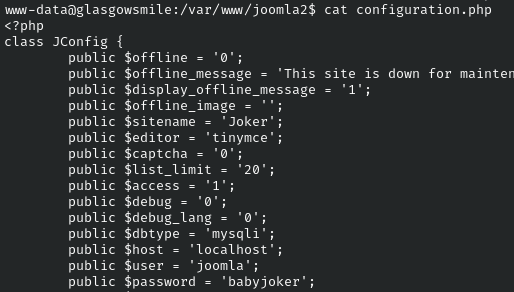 www-data@glasgowsmile:/var/www/joomla2$ cat configuration.php
<?php
class JConfig {
        public $offline = '0';
        public $offline_message = 'This site is down for mainten
        public $display_offline_message = '1';
        public $offline_image = '';
        public $sitename = 'Joker';
        public $editor = 'tinymce';
        public $captcha = '0';
        public $list_limit = '20';
        public $access = '1';
        public $debug = '0';
        public $debug_lang = '0';
        public $dbtype = 'mysqli';
        public $host = 'localhost';
        public $user = 'joomla';
        public $password = 'babyjoker';